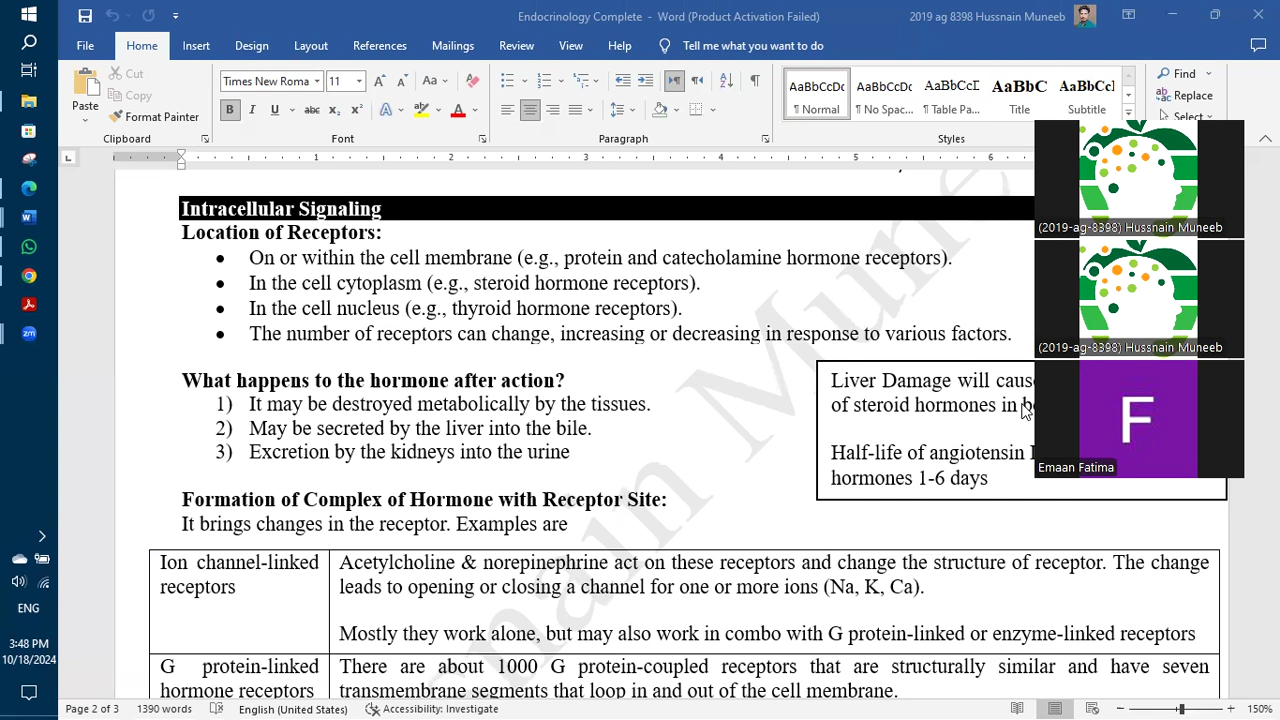 Endocrinology Complete - Word (Product Activation Failed)
2019 ag 8398 Hussnain Muneeb
File Home Insert Design Layout References Mailings Review View Help Tell me what you want to do
Paste
Cut
Copy
Format Painter
Clipboard
Times New Roma 11
Font
Paragraph
AaBbCcDc AaBbCcDc AaBbCcD AaBbC AaBbCcI
¶ Normal ¶ No Spac... ¶ Table Pa... Title Subtitle
Styles
Find
Replace
Select
1 2 3 4 5 6
Intracellular Signaling
Location of Receptors:
• On or within the cell membrane (e.g., protein and catecholamine hormone receptors).
• In the cell cytoplasm (e.g., steroid hormone receptors).
• In the cell nucleus (e.g., thyroid hormone receptors).
• The number of receptors can change, increasing or decreasing in response to various factors.
What happens to the hormone after action?
1) It may be destroyed metabolically by the tissues.
2) May be secreted by the liver into the bile.
3) Excretion by the kidneys into the urine
Liver Damage will cause
of steroid hormones in
Half-life of angiotensin
hormones 1-6 days
Formation of Complex of Hormone with Receptor Site:
It brings changes in the receptor. Examples are
Ion channel-linked
receptors
Acetylcholine & norepinephrine act on these receptors and change the structure of receptor. The change
leads to opening or closing a channel for one or more ions (Na, K, Ca).
Mostly they work alone, but may also work in combo with G protein-linked or enzyme-linked receptors
G protein-linked
hormone receptors
There are about 1000 G protein-coupled receptors that are structurally similar and have seven
transmembrane segments that loop in and out of the cell membrane.
(2019-ag-8398) Hussnain Muneeb
(2019-ag-8398) Hussnain Muneeb
F
Emaan Fatima
ENG
3:48 PM
10/18/2024
Page 2 of 3 1390 words English (United States) Accessibility: Investigate 150%